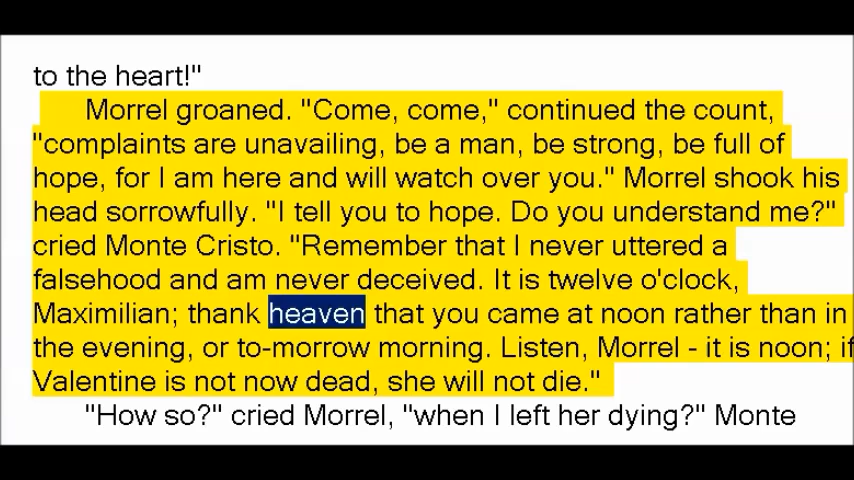 to the heart!"
Morrel groaned. "Come, come," continued the count,
"complaints are unavailing, be a man, be strong, be full of
hope, for I am here and will watch over you." Morrel shook his
head sorrowfully. "I tell you to hope. Do you understand me?"
cried Monte Cristo. "Remember that I never uttered a
falsehood and am never deceived. It is twelve o'clock,
Maximilian; thank heaven that you came at noon rather than in
the evening, or to-morrow morning. Listen, Morrel - it is noon; if
Valentine is not now dead, she will not die."
"How so?" cried Morrel, "when I left her dying?" Monte